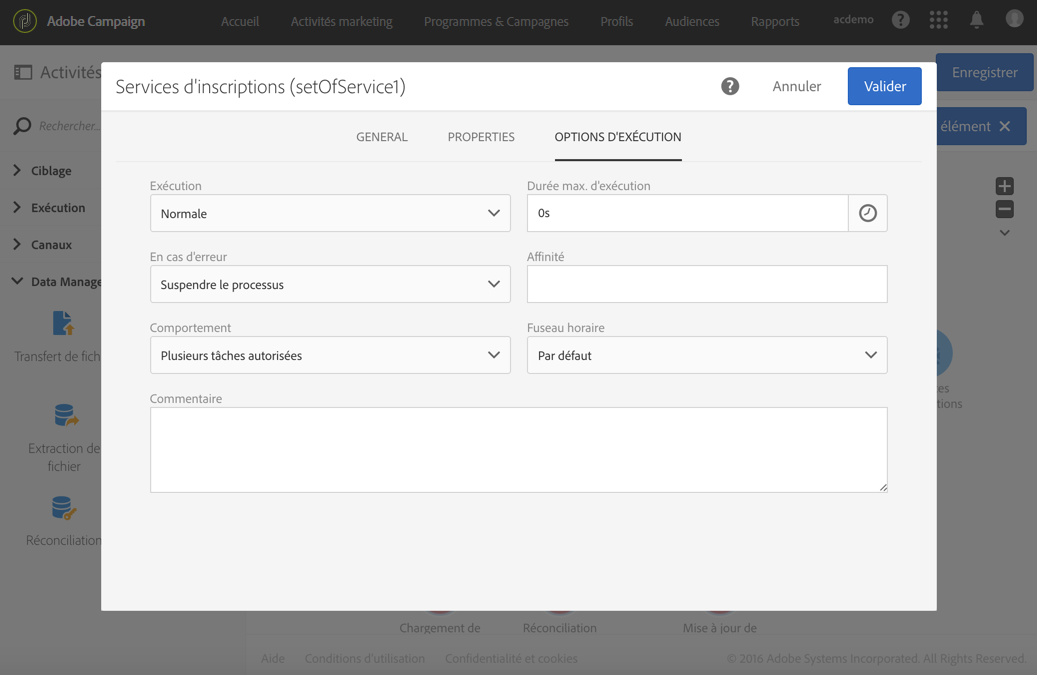 Adobe Campaign
Accueil
Activités marketing
Programmes & Campagnes
Profils
Audiences
Rapports
acdemo
?
Activités
Enregistrer
Services d'inscriptions (setOfService1)
?
Annuler
Valider
Rechercher...
élément
GENERAL
PROPERTIES
OPTIONS D'EXÉCUTION
Ciblage
Exécution
Canaux
Data Manage
Transfert de fich
Extraction de
fichier
Réconciliation
Exécution
Normale
Durée max. d'exécution
0s
En cas d'erreur
Suspendre le processus
Affinité
Comportement
Plusieurs tâches autorisées
Fuseau horaire
Par défaut
Commentaire
Chargement de
Réconciliation
Mise à jour de
Aide
Conditions d'utilisation
Confidentialité et cookies
© 2016 Adobe Systems Incorporated. All Rights Reserved.